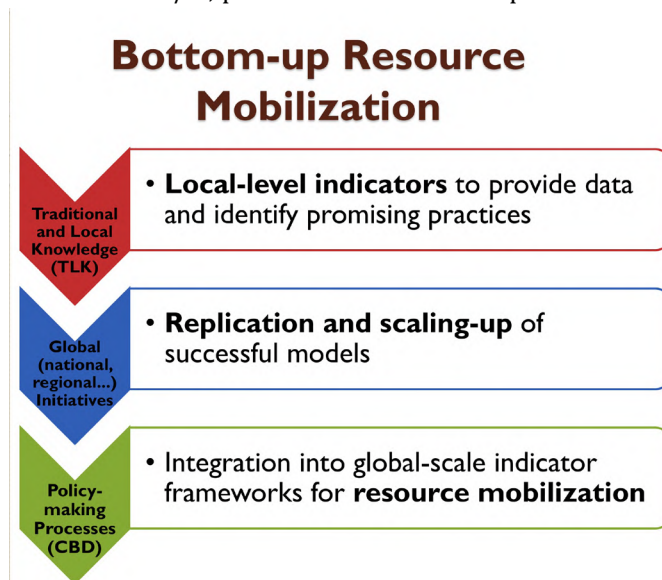 Bottom-up Resource
Mobilization
Traditional
and Local
Knowledge
(TLK)
• Local-level indicators to provide data
and identify promising practices
Global
(national,
regional...)
Initiatives
• Replication and scaling-up of
successful models
Policy-
making
Processes
(CBD)
• Integration into global-scale indicator
frameworks for resource mobilization